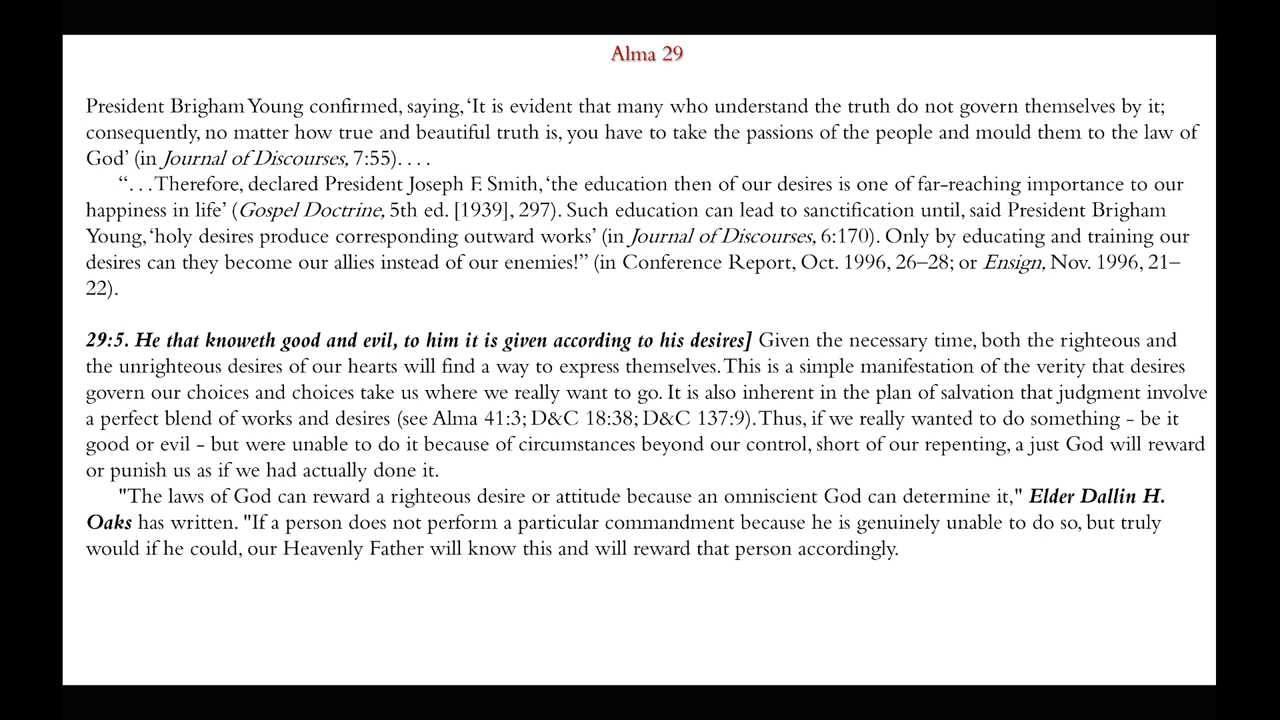 Alma 29
President Brigham Young confirmed, saying, ‘It is evident that many who understand the truth do not govern themselves by it;
consequently, no matter how true and beautiful truth is, you have to take the passions of the people and mould them to the law of
God’ (in Journal of Discourses, 7:55). . . .
“. . .Therefore, declared President Joseph F. Smith, ‘the education then of our desires is one of far-reaching importance to our
happiness in life’ (Gospel Doctrine, 5th ed. [1939], 297). Such education can lead to sanctification until, said President Brigham
Young, ‘holy desires produce corresponding outward works’ (in Journal of Discourses, 6:170). Only by educating and training our
desires can they become our allies instead of our enemies!” (in Conference Report, Oct. 1996, 26–28; or Ensign, Nov. 1996, 21–
22).
29:5. He that knoweth good and evil, to him it is given according to his desires] Given the necessary time, both the righteous and
the unrighteous desires of our hearts will find a way to express themselves. This is a simple manifestation of the verity that desires
govern our choices and choices take us where we really want to go. It is also inherent in the plan of salvation that judgment involve
a perfect blend of works and desires (see Alma 41:3; D&C 18:38; D&C 137:9). Thus, if we really wanted to do something - be it
good or evil - but were unable to do it because of circumstances beyond our control, short of our repenting, a just God will reward
or punish us as if we had actually done it.
"The laws of God can reward a righteous desire or attitude because an omniscient God can determine it," Elder Dallin H.
Oaks has written. "If a person does not perform a particular commandment because he is genuinely unable to do so, but truly
would if he could, our Heavenly Father will know this and will reward that person accordingly.